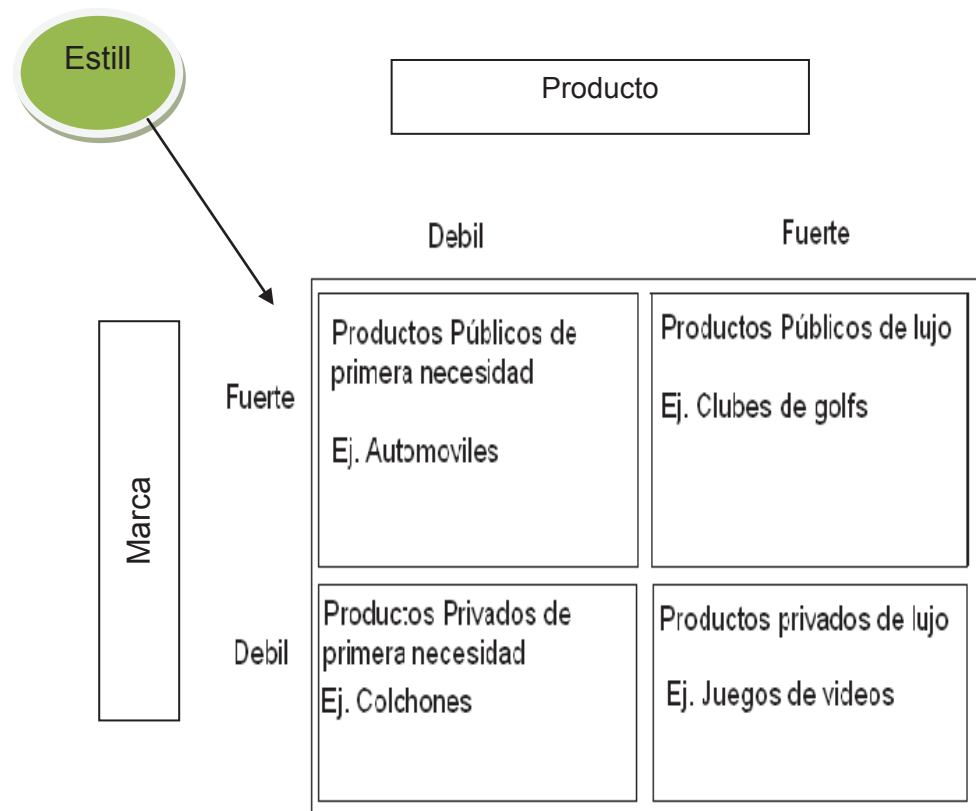 Estill
Producto
Debil
Fuerte
Marca
Fuerte
Productos Públicos de
primera necesidad
Ej. Automoviles
Productos Públicos de lujo
Ej. Clubes de golfs
Debil
Productos Privados de
primera necesidad
Ej. Colchones
Productos privados de lujo
Ej. Juegos de videos